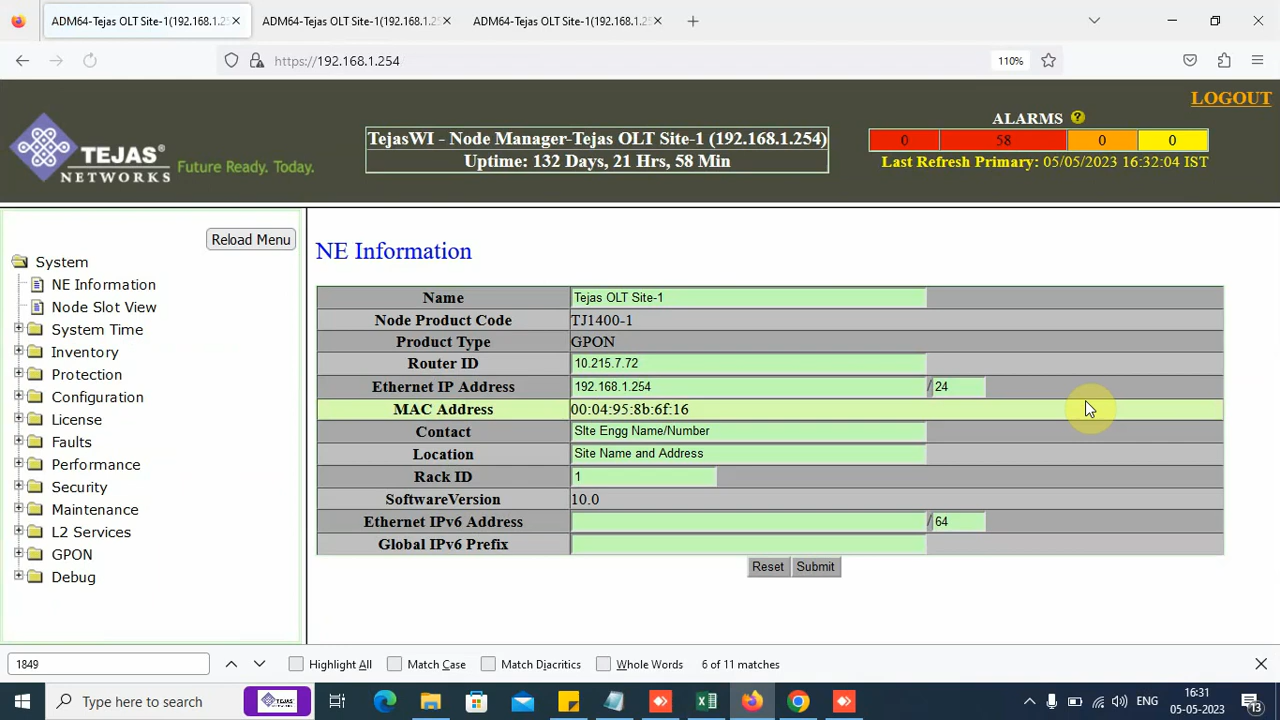 ADM64-Tejas OLT Site-1(192.168.1.25
ADM64-Tejas OLT Site-1(192.168.1.25
ADM64-Tejas OLT Site-1(192.168.1.25
https://192.168.1.254
110%
LOGOUT
TEJAS®
NETWORKS
Future Ready. Today.
TejasWI - Node Manager-Tejas OLT Site-1 (192.168.1.254)
Uptime: 132 Days, 21 Hrs, 58 Min
ALARMS ?
0 58 0 0
Last Refresh Primary: 05/05/2023 16:32:04 IST
Reload Menu
System
NE Information
Node Slot View
System Time
Inventory
Protection
Configuration
License
Faults
Performance
Security
Maintenance
L2 Services
GPON
Debug
NE Information
Name Tejas OLT Site-1
Node Product Code TJ1400-1
Product Type GPON
Router ID 10.215.7.72
Ethernet IP Address 192.168.1.254 / 24
MAC Address 00:04:95:8b:6f:16
Contact SIte Engg Name/Number
Location Site Name and Address
Rack ID 1
SoftwareVersion 10.0
Ethernet IPv6 Address / 64
Global IPv6 Prefix
Reset Submit
1849 Highlight All Match Case Match Diacritics Whole Words 6 of 11 matches
Type here to search
TEJAS
ENG
16:31
05-05-2023
13